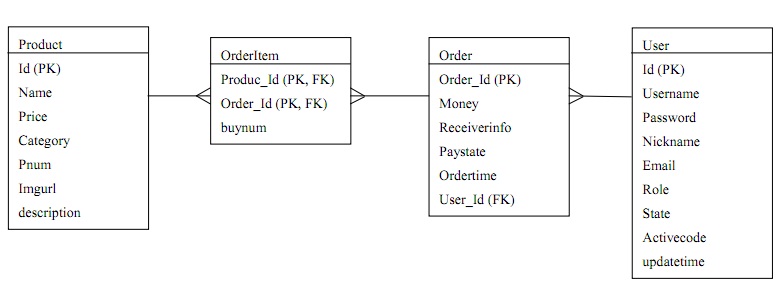 Product
Id (PK)
Name
Price
Category
Pnum
Imgurl
description
OrderItem
Produc_Id (PK, FK)
Order_Id (PK, FK)
buynum
Order
Order_Id (PK)
Money
Receiverinfo
Paystate
Ordertime
User_Id (FK)
User
Id (PK)
Username
Password
Nickname
Email
Role
State
Activecode
updatetime